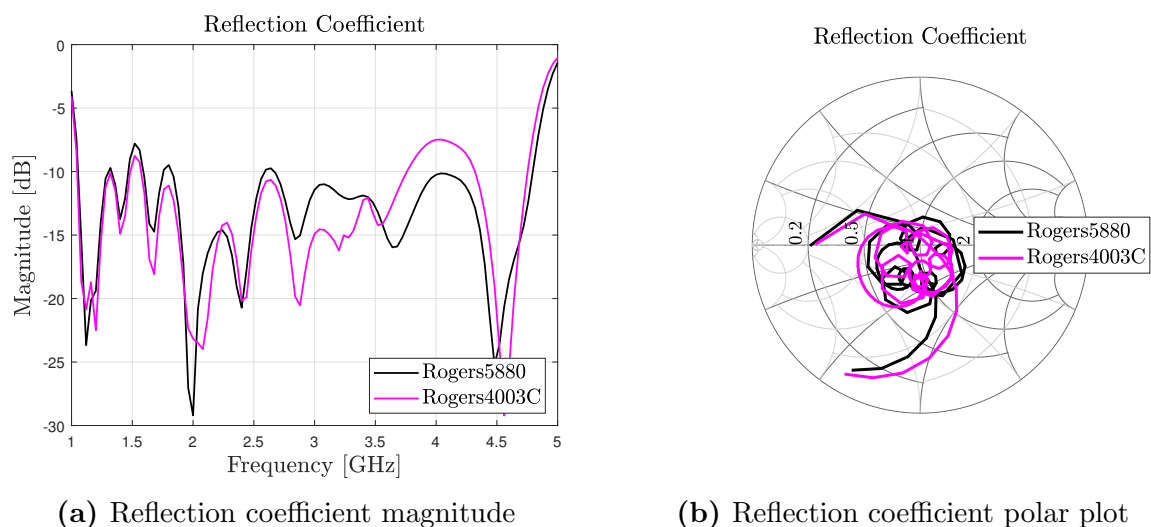 Reflection Coefficient
Magnitude [dB]
0
-5
-10
-15
-20
-25
-30
1
1.5
2
2.5
3
3.5
4
4.5
5
Frequency [GHz]
Rogers5880
Rogers4003C
(a) Reflection coefficient magnitude
Reflection Coefficient
0.2
0.5
1
2
Rogers5880
Rogers4003C
(b) Reflection coefficient polar plot